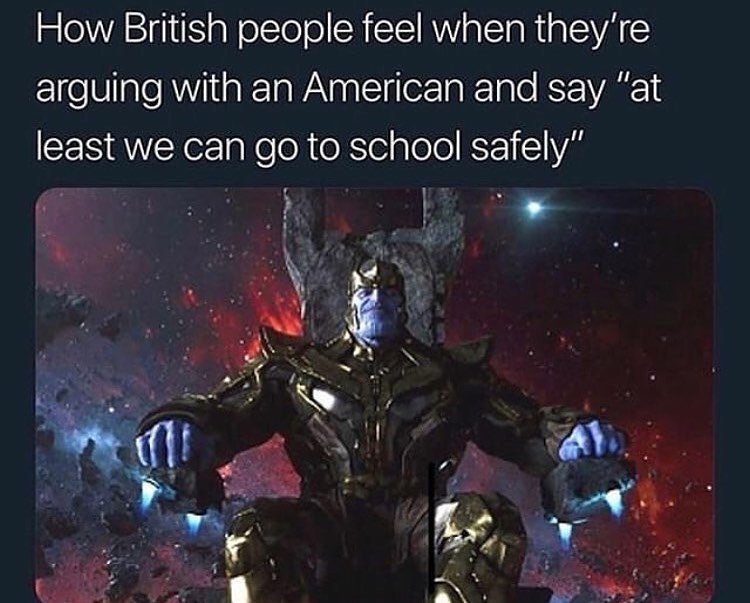 How British people feel when they're
arguing with an American and say "at
least we can go to school safely"